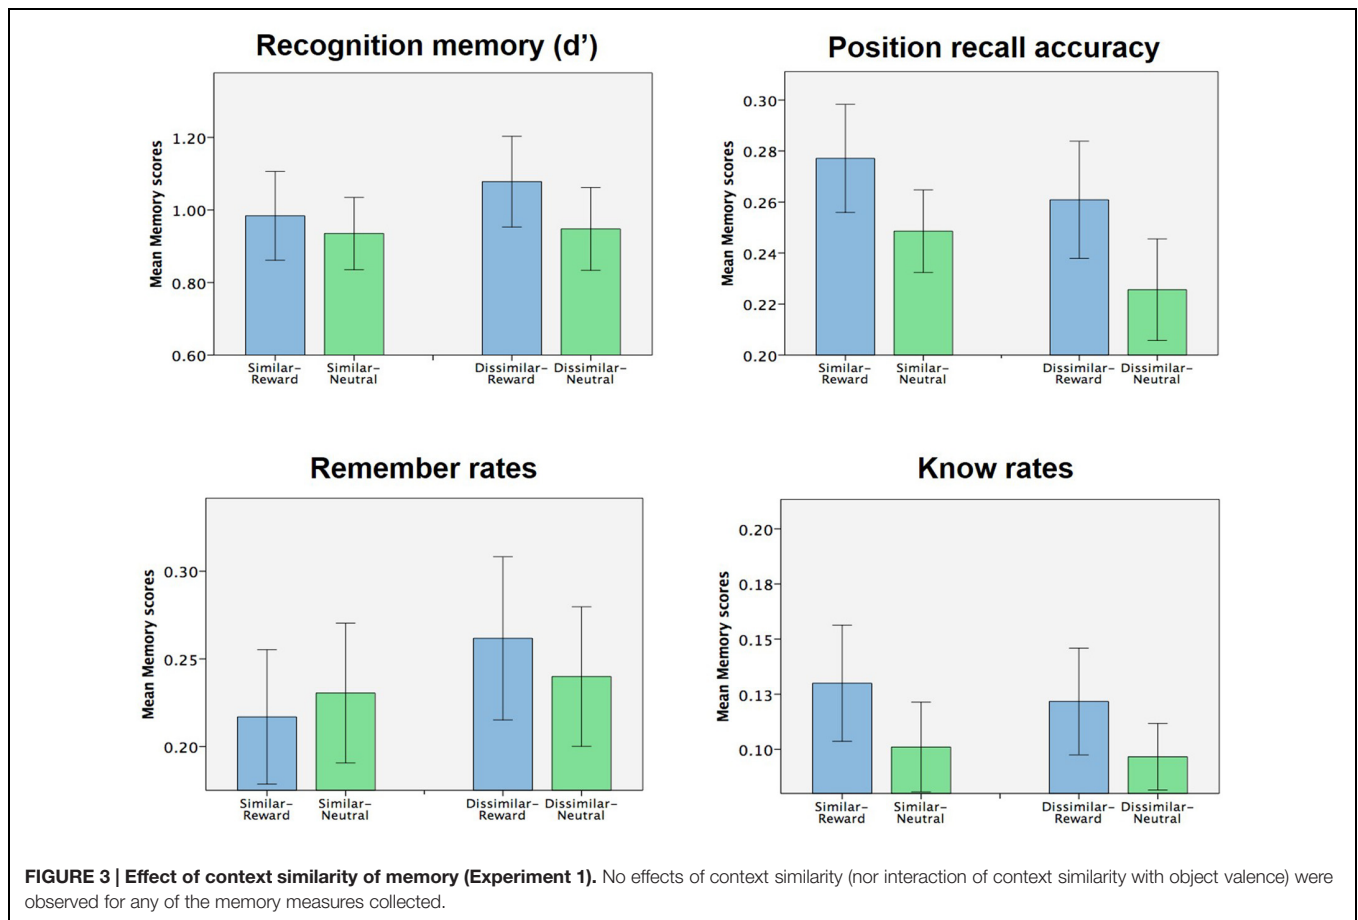 Recognition memory (d’)
Mean Memory scores
1.20
1.00
0.80
0.60
Similar-
Reward
Similar-
Neutral
Dissimilar-
Reward
Dissimilar-
Neutral
Position recall accuracy
Mean Memory scores
0.30
0.28
0.26
0.24
0.22
0.20
Similar-
Reward
Similar-
Neutral
Dissimilar-
Reward
Dissimilar-
Neutral
Remember rates
Mean Memory scores
0.30
0.25
0.20
Similar-
Reward
Similar-
Neutral
Dissimilar-
Reward
Dissimilar-
Neutral
Know rates
Mean Memory scores
0.20
0.18
0.15
0.13
0.10
Similar-
Reward
Similar-
Neutral
Dissimilar-
Reward
Dissimilar-
Neutral
FIGURE 3 | Effect of context similarity of memory (Experiment 1). No effects of context similarity (nor interaction of context similarity with object valence) were
observed for any of the memory measures collected.